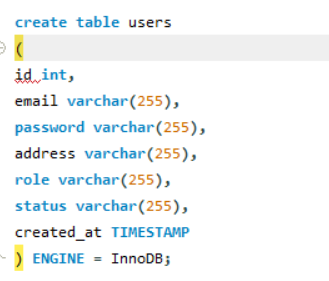 create table users
(
id int,
email varchar(255),
password varchar(255),
address varchar(255),
role varchar(255),
status varchar(255),
created_at TIMESTAMP
) ENGINE = InnoDB;